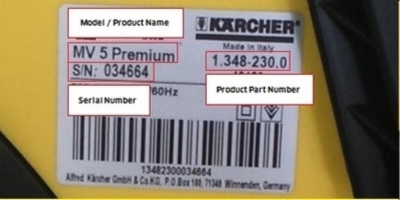 Model / Product Name
KÄRCHER
Made in Italy
MV 5 Premium
1.348-230.0
S/N: 034664
60Hz
Serial Number
Product Part Number
13482300034664
Alfred Kärcher GmbH & Co.KG, P.O.Box 160, 71349 Winnenden, Germany